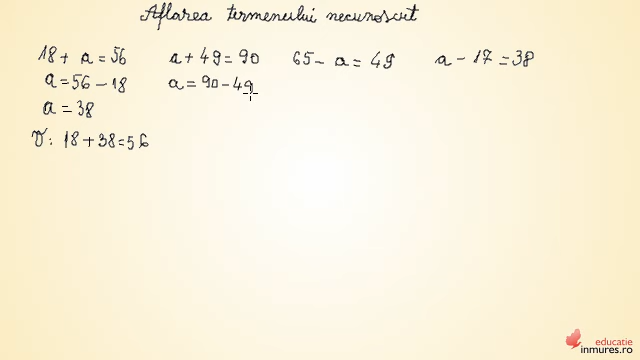 Aflarea termenului necunoscut
18 + a = 56   a + 49 = 90   65 - a = 49   a - 17 = 38
a = 56 - 18   a = 90 - 49
a = 38
V: 18 + 38 = 56
educatie
inmures.ro